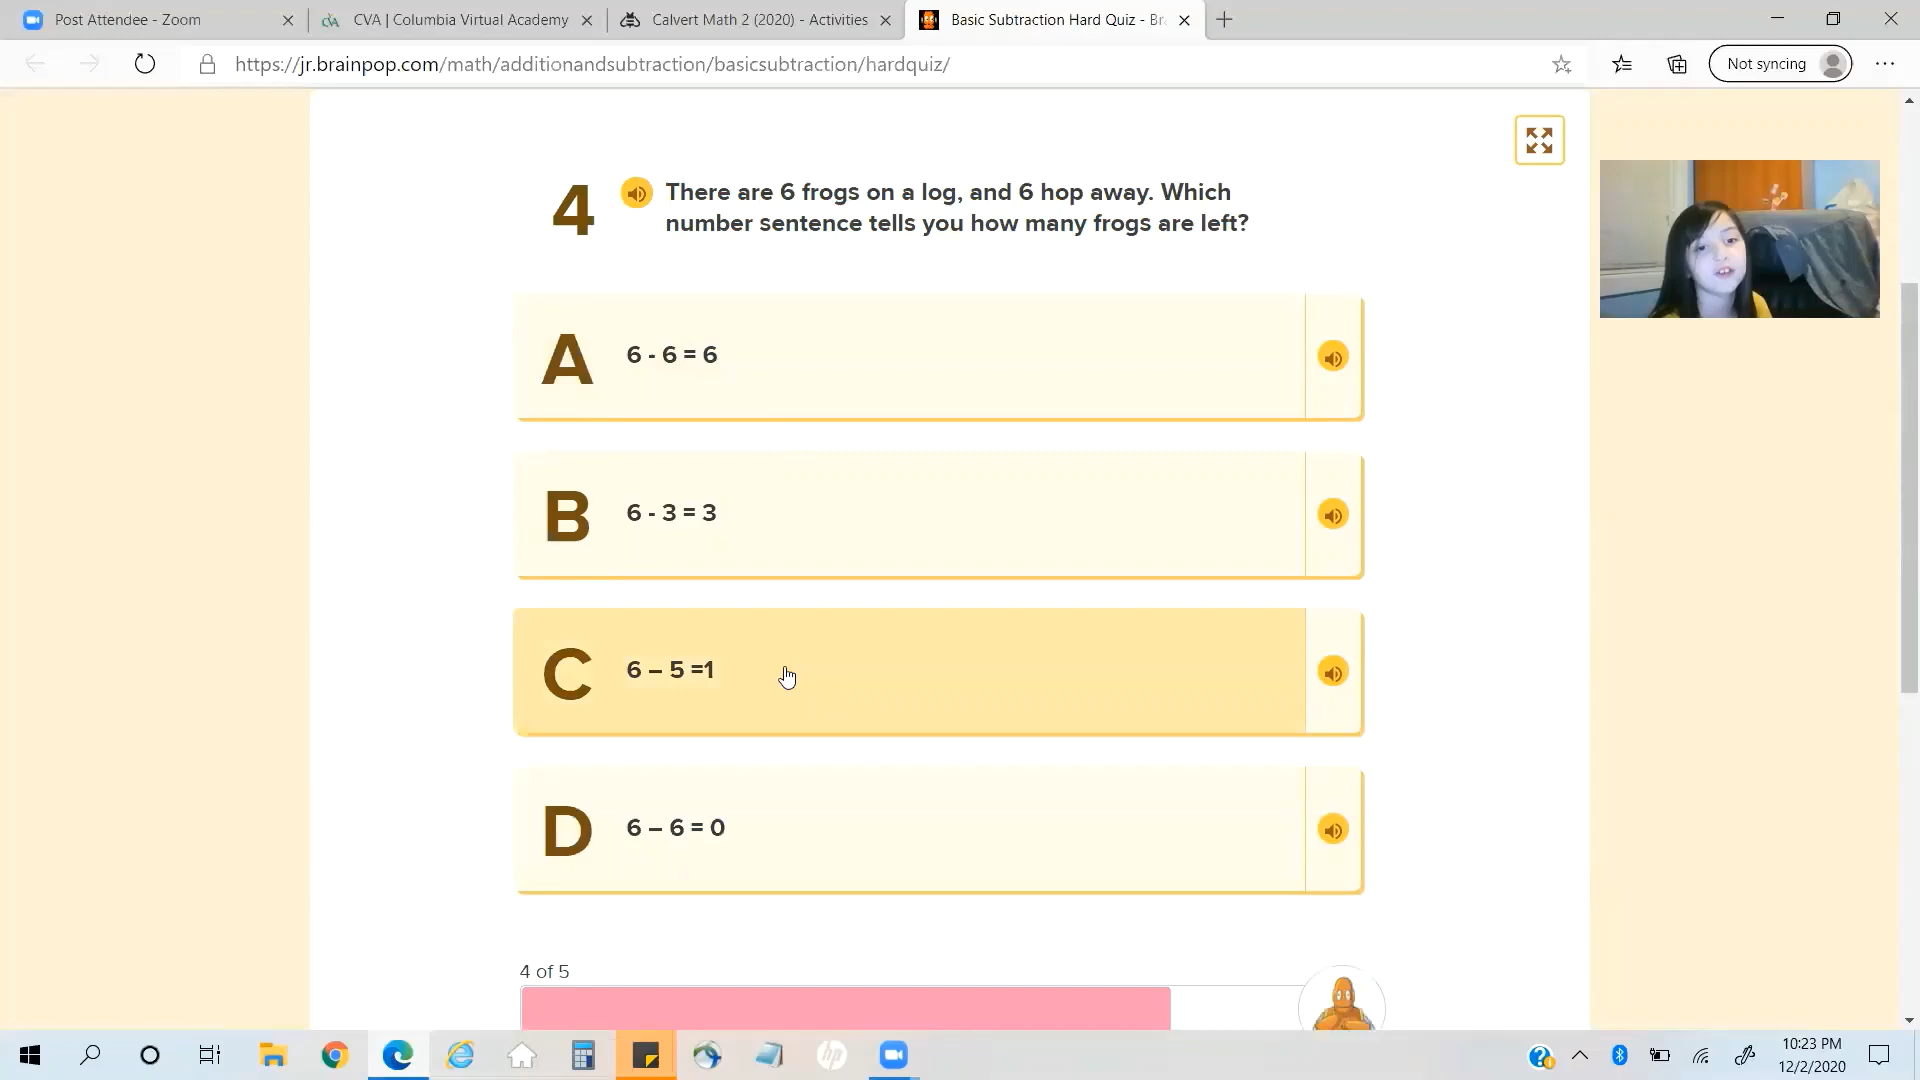 Post Attendee - Zoom
CVA | Columbia Virtual Academy
Calvert Math 2 (2020) - Activities
Basic Subtraction Hard Quiz - Br
https://jr.brainpop.com/math/additionandsubtraction/basicsubtraction/hardquiz/
Not syncing
4
There are 6 frogs on a log, and 6 hop away. Which
number sentence tells you how many frogs are left?
A
6 - 6 = 6
B
6 - 3 = 3
C
6 – 5 =1
D
6 – 6 = 0
4 of 5
10:23 PM
12/2/2020